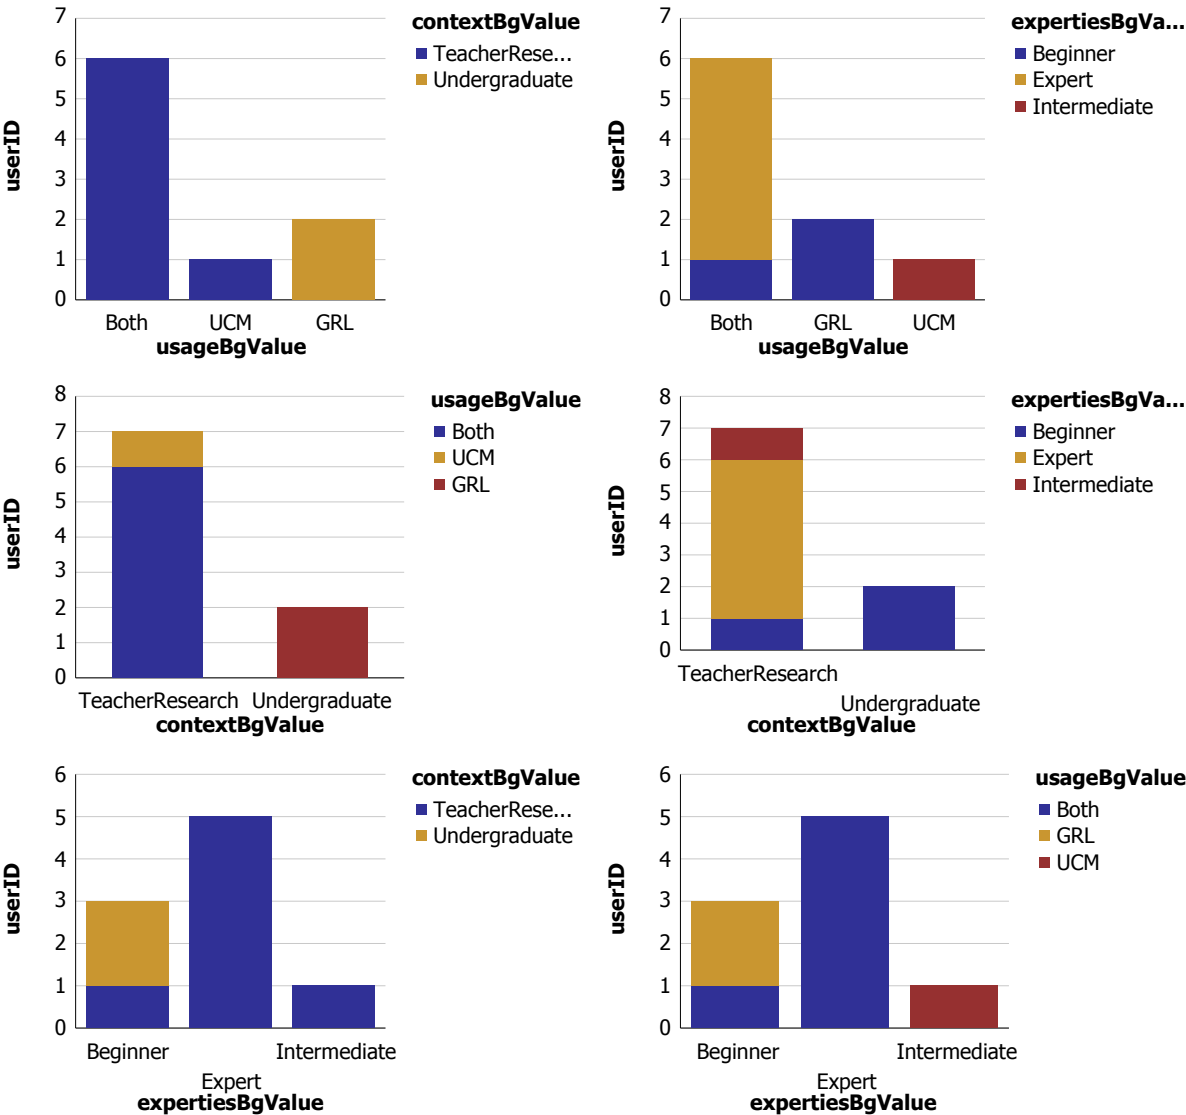 contextBgValue
TeacherRese...
Undergraduate
userID
7
6
5
4
3
2
1
0
Both UCM GRL
usageBgValue
expertiesBgVa...
Beginner
Expert
Intermediate
userID
7
6
5
4
3
2
1
0
Both GRL UCM
usageBgValue
usageBgValue
Both
UCM
GRL
userID
8
7
6
5
4
3
2
1
0
TeacherResearch Undergraduate
contextBgValue
expertiesBgVa...
Beginner
Expert
Intermediate
userID
8
7
6
5
4
3
2
1
0
TeacherResearch
Undergraduate
contextBgValue
contextBgValue
TeacherRese...
Undergraduate
userID
6
5
4
3
2
1
0
Beginner Intermediate
Expert
expertiesBgValue
usageBgValue
Both
GRL
UCM
userID
6
5
4
3
2
1
0
Beginner Intermediate
Expert
expertiesBgValue